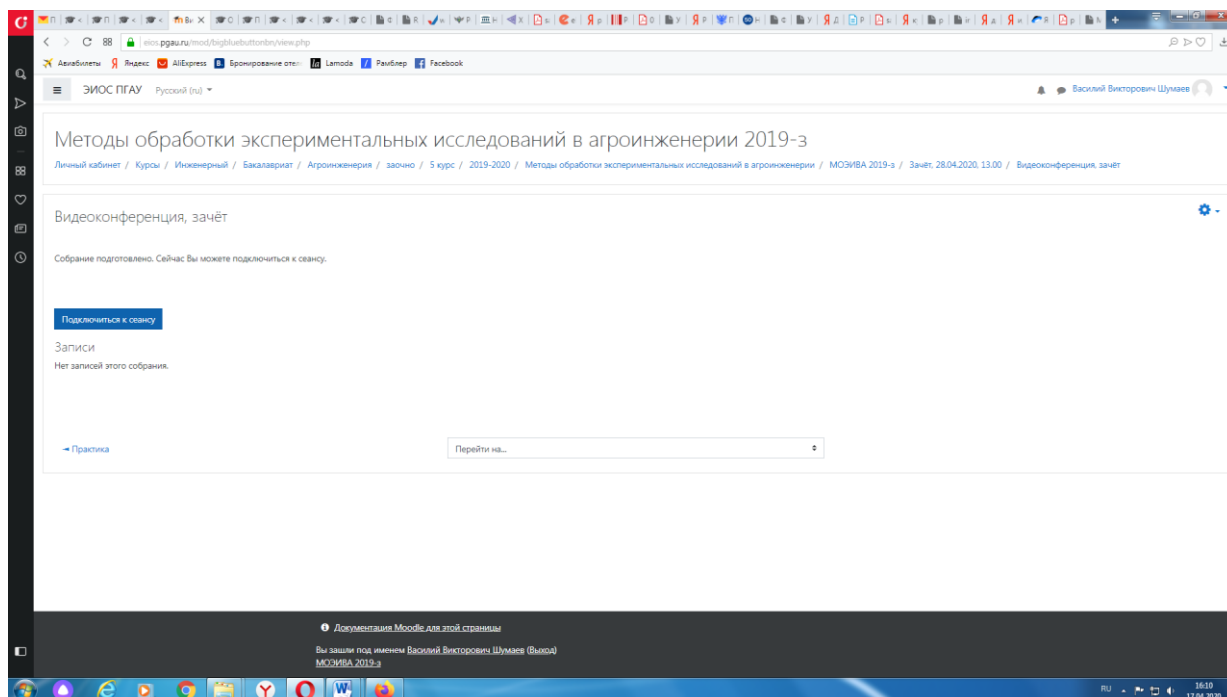 eios.pgau.ru/mod/bigbluebuttonbn/view.php
Авиабилеты Яндекс AliExpress Бронирование отел Lamoda Рамблер Facebook
ЭИОС ПГАУ Русский (ru) Василий Викторович Шумаев
Методы обработки экспериментальных исследований в агроинженерии 2019-з
Личный кабинет / Курсы / Инженерный / Бакалавриат / Агроинженерия / заочно / 5 курс / 2019-2020 / Методы обработки экспериментальных исследований в агроинженерии / МОЭИВА 2019-з / Зачёт, 28.04.2020, 13.00 / Видеоконференция, зачёт
Видеоконференция, зачёт
Собрание подготовлено. Сейчас Вы можете подключиться к сеансу.
Подключиться к сеансу
Записи
Нет записей этого собрания.
◄ Практика Перейти на...
Документация Moodle для этой страницы
Вы зашли под именем Василий Викторович Шумаев (Выход)
МОЭИВА 2019-з
RU 16:10
17.04.2020